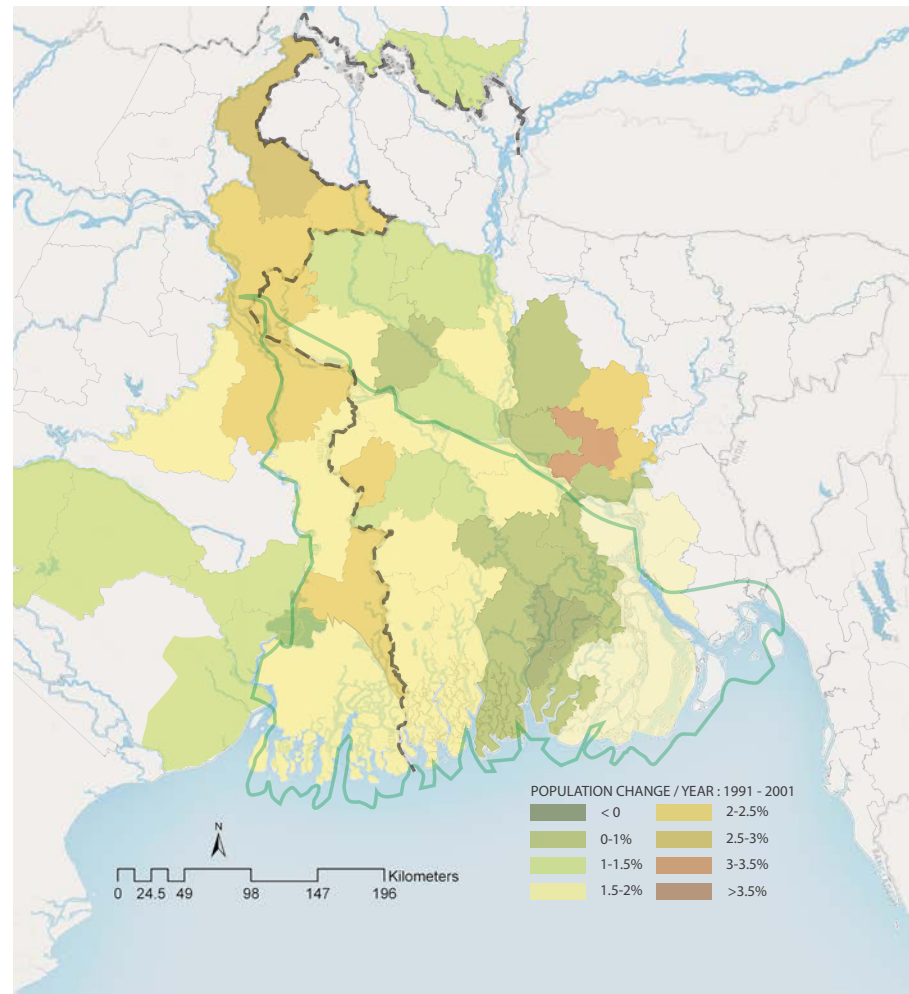 INDIA
N
Kilometers
0 24.5 49 98 147 196
POPULATION CHANGE / YEAR : 1991 - 2001
< 0
0-1%
1-1.5%
1.5-2%
2-2.5%
2.5-3%
3-3.5%
>3.5%